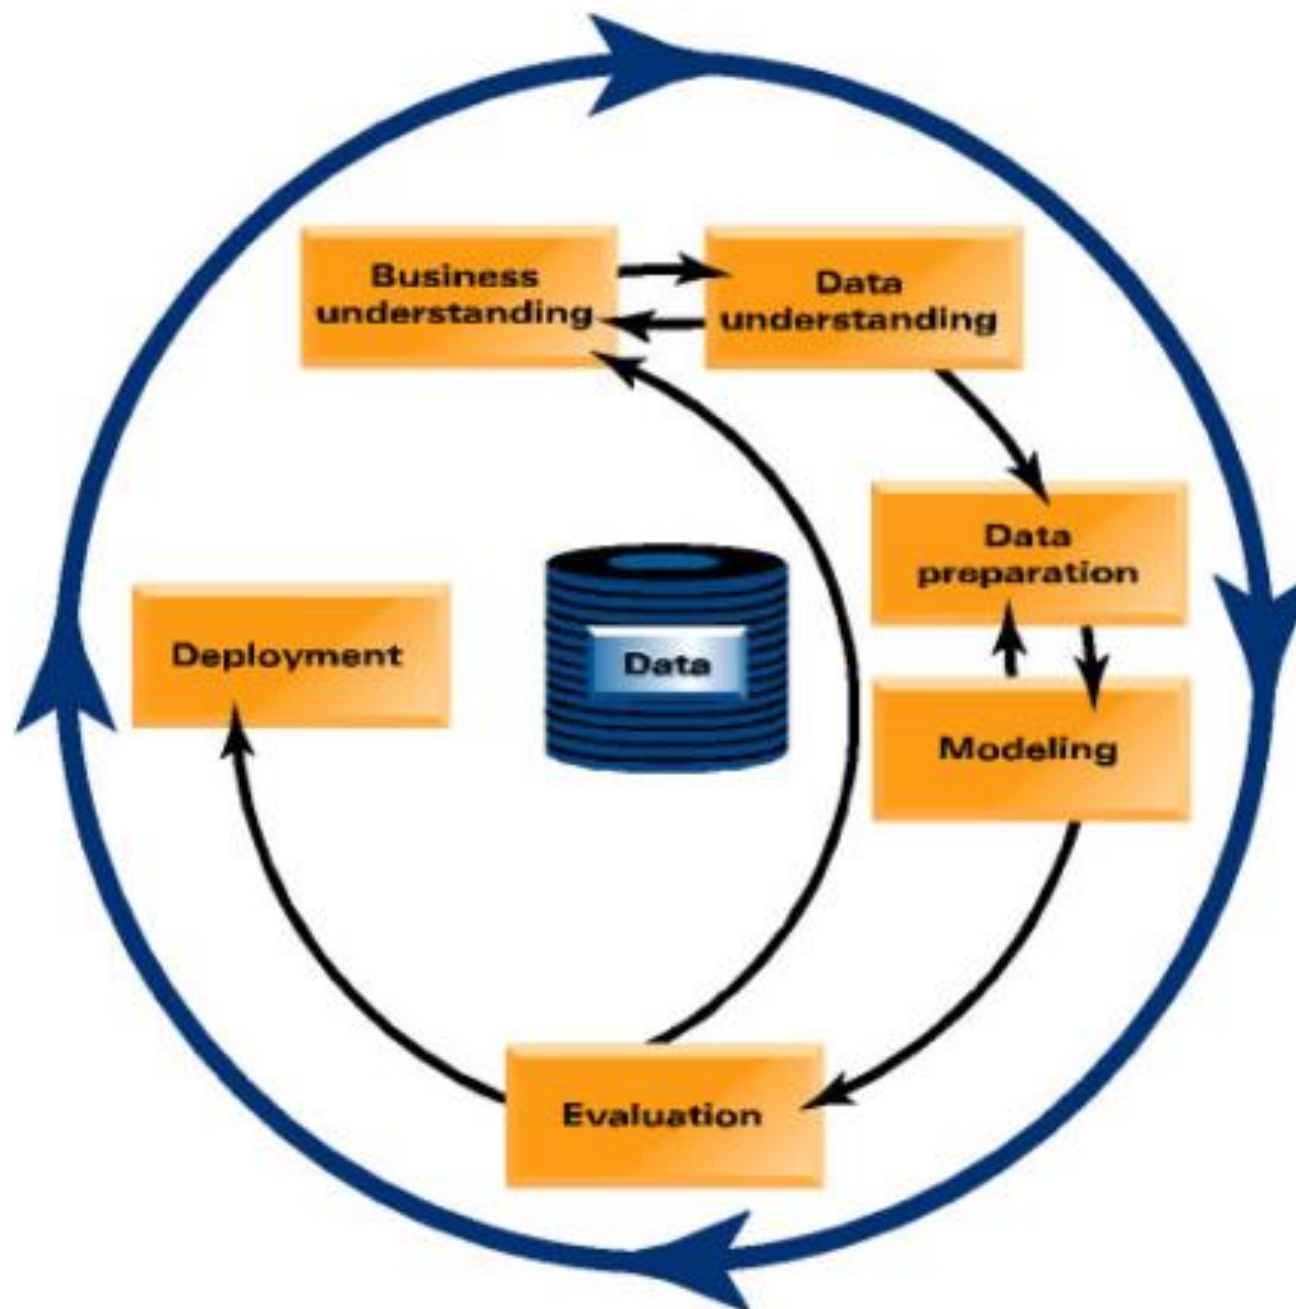 Business
understanding
Data
understanding
Data
preparation
Deployment
Data
Modeling
Evaluation